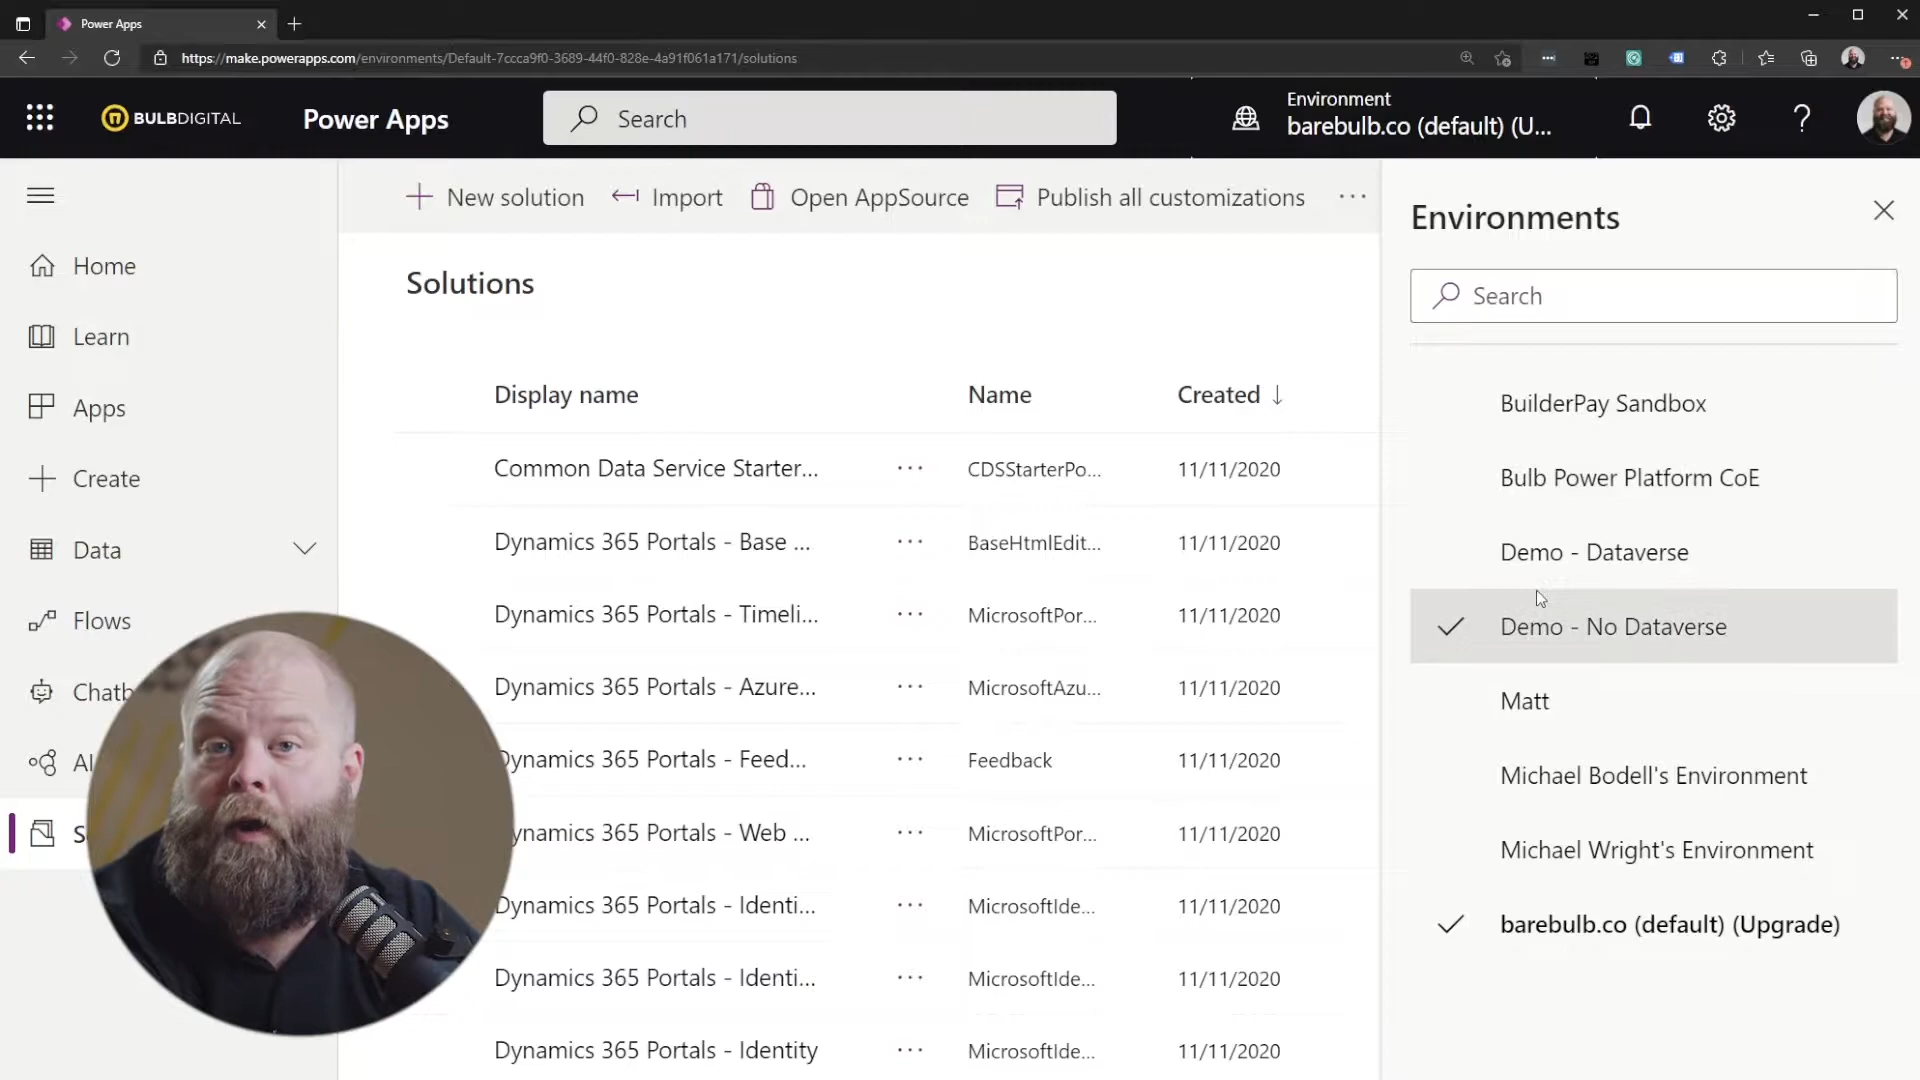 Power Apps
https://make.powerapps.com/environments/Default-7ccca9f0-3689-44f0-828e-4a91f061a171/solutions
BULBDIGITAL
Power Apps
Search
Environment
barebulb.co (default) (U...
?
New solution
Import
Open AppSource
Publish all customizations
...
Home
Learn
Apps
Create
Data
Flows
Chatb
AI
S
Solutions
Display name Name Created ↓
Common Data Service Starter... ... CDSStarterPo... 11/11/2020
Dynamics 365 Portals - Base ... ... BaseHtmlEdit... 11/11/2020
Dynamics 365 Portals - Timeli... ... MicrosoftPor... 11/11/2020
Dynamics 365 Portals - Azure... ... MicrosoftAzu... 11/11/2020
Dynamics 365 Portals - Feed... ... Feedback 11/11/2020
ynamics 365 Portals - Web ... ... MicrosoftPor... 11/11/2020
Dynamics 365 Portals - Identi... ... MicrosoftIde... 11/11/2020
Dynamics 365 Portals - Identi... ... MicrosoftIde... 11/11/2020
Dynamics 365 Portals - Identity ... MicrosoftIde... 11/11/2020
Environments
Search
BuilderPay Sandbox
Bulb Power Platform CoE
Demo - Dataverse
Demo - No Dataverse
Matt
Michael Bodell's Environment
Michael Wright's Environment
barebulb.co (default) (Upgrade)